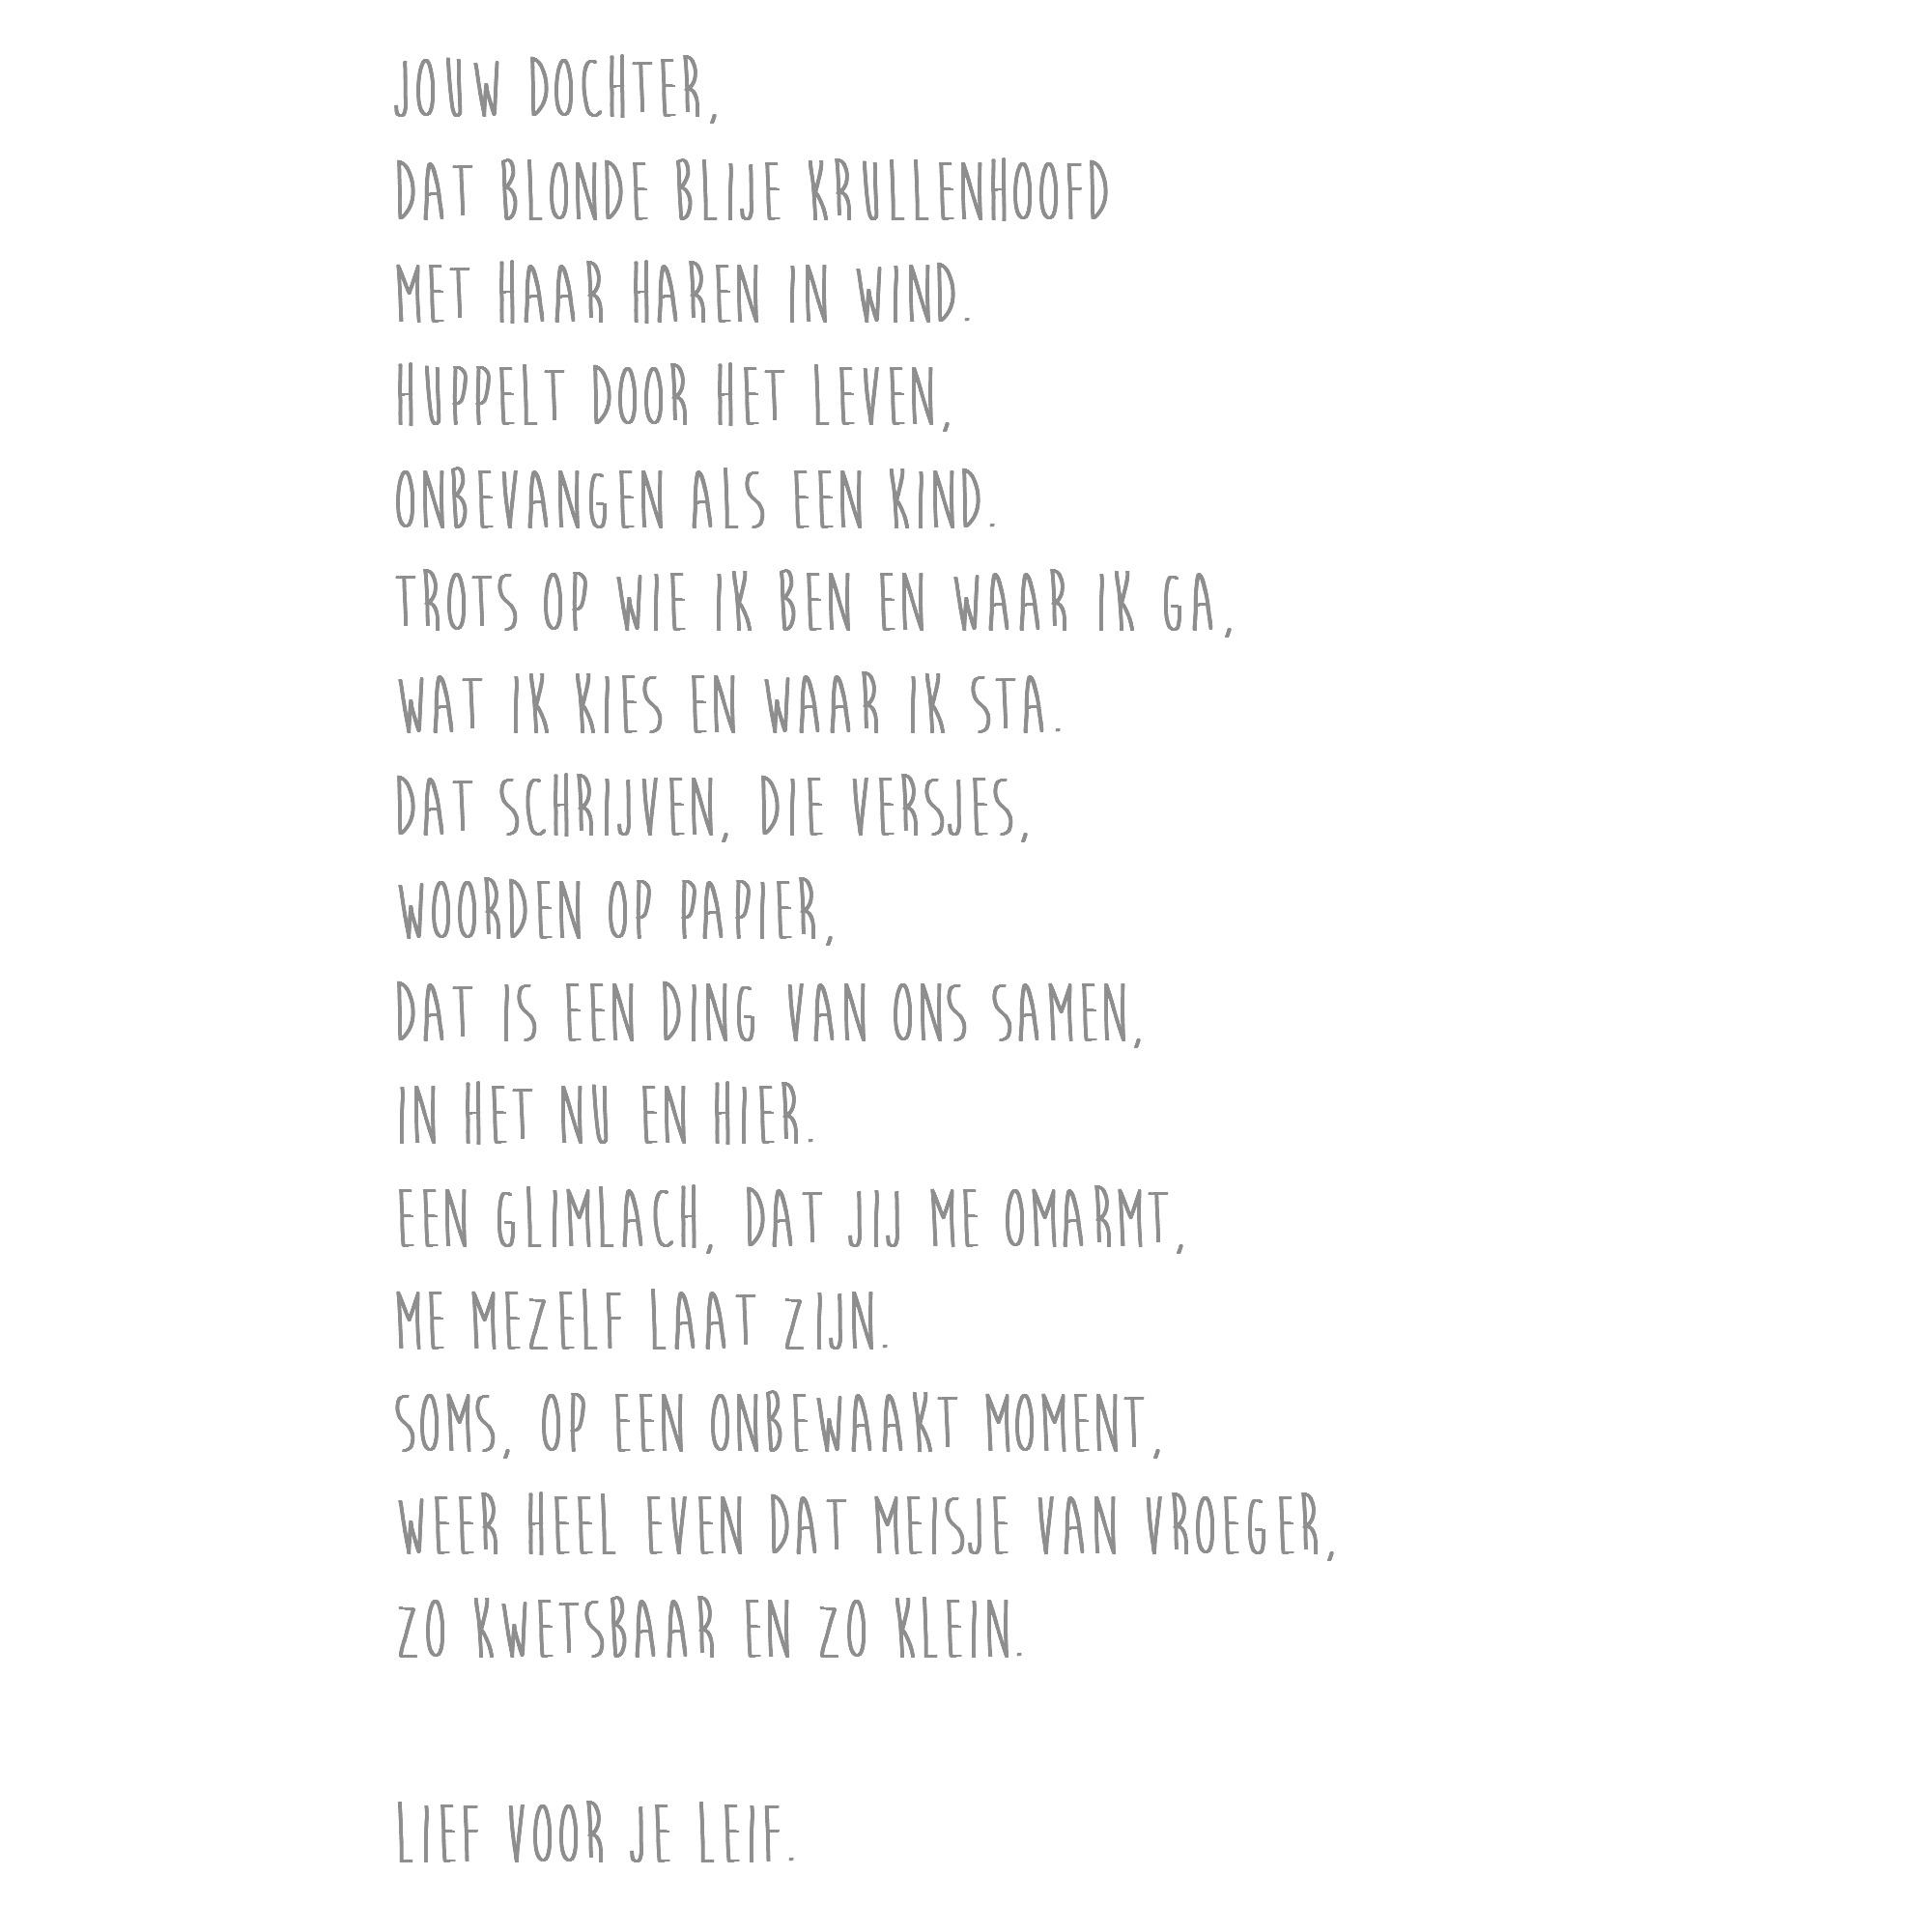 JOUW DOCHTER,
DAT BLONDE BLIJE KRULLENHOOFD
MET HAAR HAREN IN WIND.
HUPPELT DOOR HET LEVEN,
ONBEVANGEN ALS EEN KIND.
TROTS OP WIE IK BEN EN WAAR IK GA,
WAT IK KIES EN WAAR IK STA.
DAT SCHRIJVEN, DIE VERSJES,
WOORDEN OP PAPIER,
DAT IS EEN DING VAN ONS SAMEN,
IN HET NU EN HIER.
EEN GLIMLACH, DAT JIJ ME OMARMT,
ME MEZELF LAAT ZIJN.
SOMS, OP EEN ONBEWAAKT MOMENT,
WEER HEEL EVEN DAT MEISJE VAN VROEGER,
ZO KWETSBAAR EN ZO KLEIN.
LIEF VOOR JE LEIF.